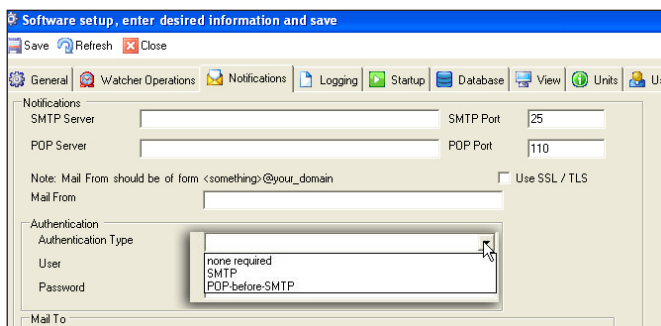 Software setup, enter desired information and save
Save Refresh Close
General Watcher Operations Notifications Logging Startup Database View Units
Notifications
SMTP Server SMTP Port 25
POP Server POP Port 110
Note: Mail From should be of form <something>@your_domain Use SSL / TLS
Mail From
Authentication
Authentication Type
none required
User
SMTP
POP-before-SMTP
Password
Mail To